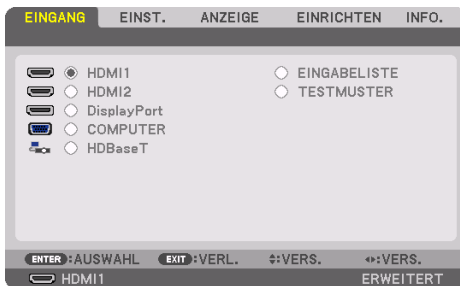 EINGANG EINST. ANZEIGE EINRICHTEN INFO.
HDMI1 EINGABELISTE
HDMI2 TESTMUSTER
DisplayPort
COMPUTER
HDBaseT
ENTER :AUSWAHL EXIT :VERL. :VERS. :VERS.
HDMI1 ERWEITERT